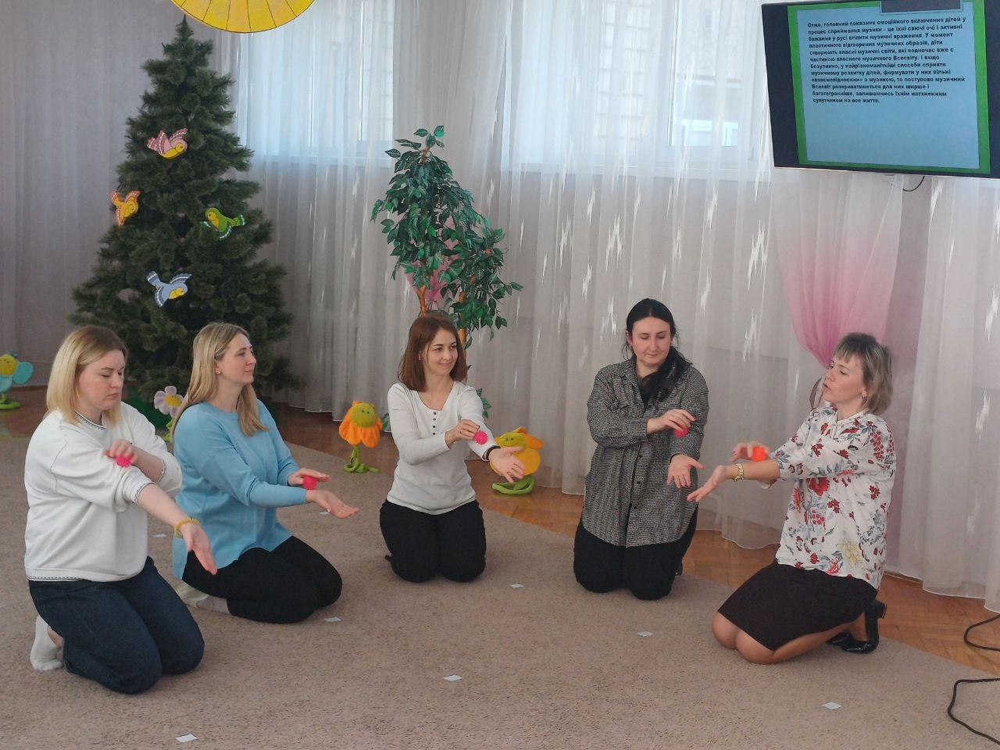 Отже, головний показник емоційного включення дітей у
процес сприймання музики – це їхні сяючі очі і активні
бажання у русі втілити музичні враження. У момент
пластичного відтворення музичних образів, діти
створюють власні музичні світи, які водночас вже є
частиною власного музичного Всесвіту. І якщо
безупинно, у найрізноманітніші способи сприяти
музичному розвитку дітей, формувати у них вільні
«взаємовідносини» з музикою, то поступово музичний
Всесвіт розкриватиметься для них ширше і
багатогранніше, залишаючись їхнім натхненним
супутником на все життя.